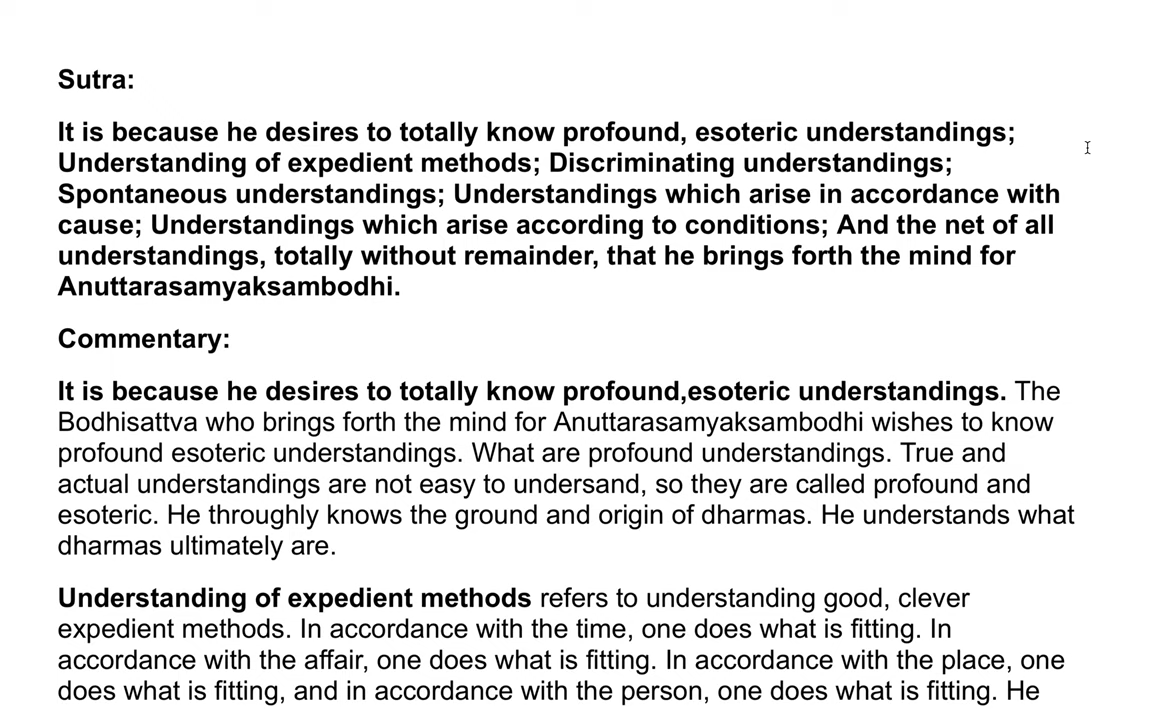 Sutra:
It is because he desires to totally know profound, esoteric understandings;
Understanding of expedient methods; Discriminating understandings;
Spontaneous understandings; Understandings which arise in accordance with
cause; Understandings which arise according to conditions; And the net of all
understandings, totally without remainder, that he brings forth the mind for
Anuttarasamyaksambodhi.
Commentary:
It is because he desires to totally know profound,esoteric understandings. The
Bodhisattva who brings forth the mind for Anuttarasamyaksambodhi wishes to know
profound esoteric understandings. What are profound understandings. True and
actual understandings are not easy to undersand, so they are called profound and
esoteric. He throughly knows the ground and origin of dharmas. He understands what
dharmas ultimately are.
Understanding of expedient methods refers to understanding good, clever
expedient methods. In accordance with the time, one does what is fitting. In
accordance with the affair, one does what is fitting. In accordance with the place, one
does what is fitting, and in accordance with the person, one does what is fitting. He